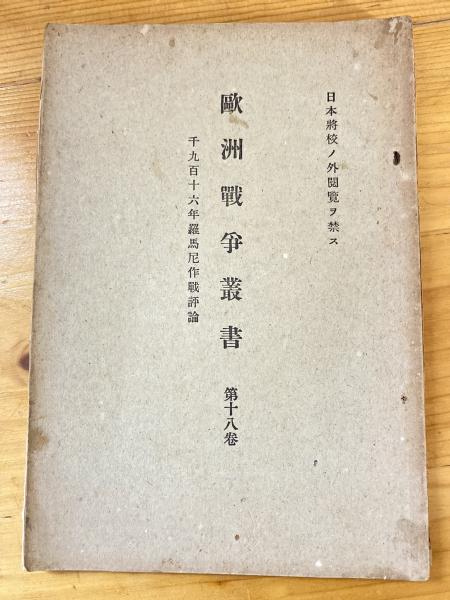 日本將校ノ外閲覽ヲ禁ス
歐洲戰爭叢書 第十八卷
千九百十六年羅馬尼作戰評論